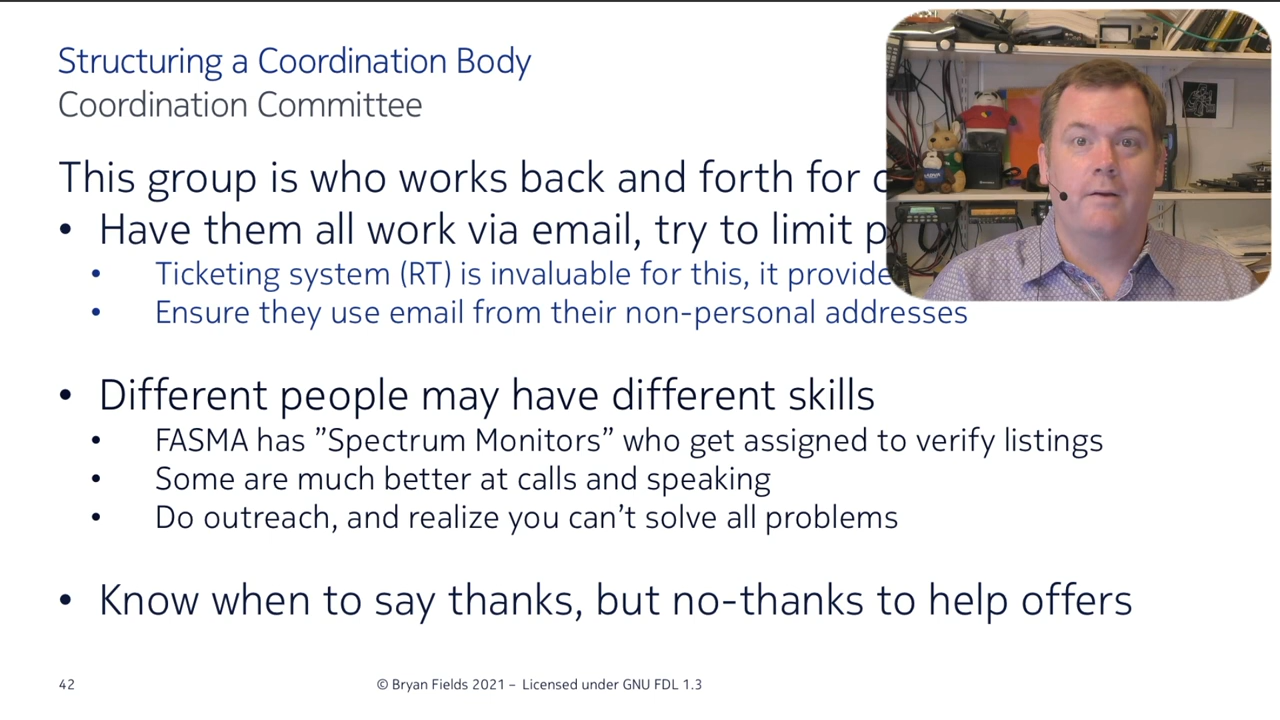 Structuring a Coordination Body
Coordination Committee
This group is who works back and forth for
• Have them all work via email, try to limit
• Ticketing system (RT) is invaluable for this, it provide
• Ensure they use email from their non-personal addresses
• Different people may have different skills
• FASMA has ”Spectrum Monitors” who get assigned to verify listings
• Some are much better at calls and speaking
• Do outreach, and realize you can’t solve all problems
• Know when to say thanks, but no-thanks to help offers
42
© Bryan Fields 2021 – Licensed under GNU FDL 1.3